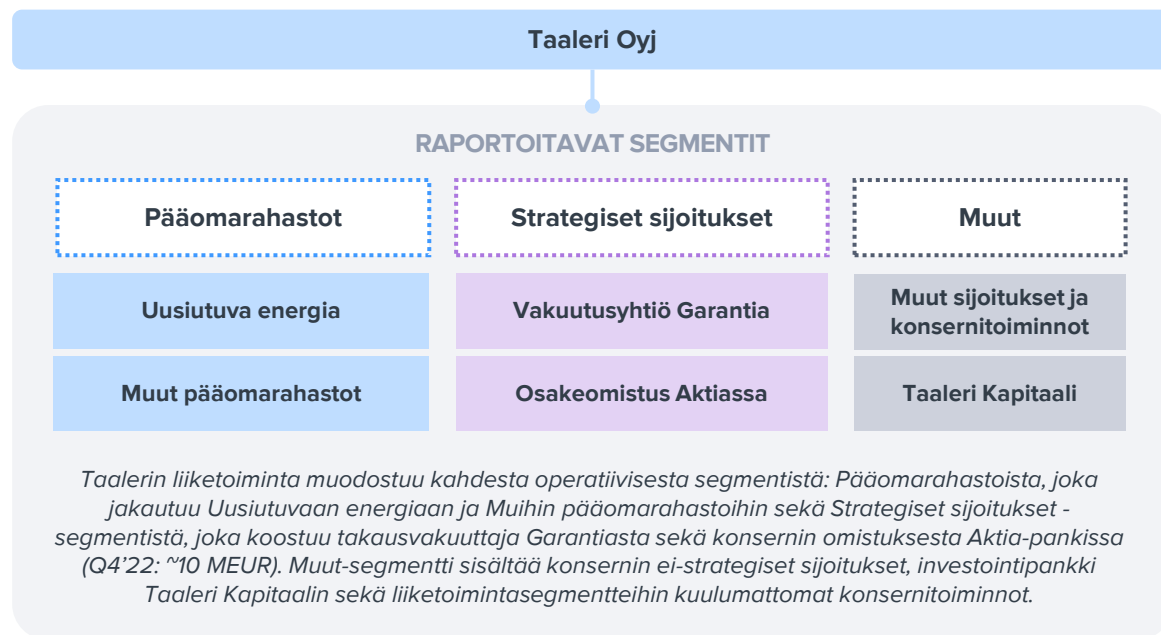 Taaleri Oyj
RAPORTOITAVAT SEGMENTIT
Pääomarahastot
Strategiset sijoitukset
Muut
Uusiutuva energia
Vakuutusyhtiö Garantia
Muut sijoitukset ja
konsernitoiminnot
Muut pääomarahastot
Osakeomistus Aktiassa
Taaleri Kapitaali
Taalerin liiketoiminta muodostuu kahdesta operatiivisesta segmentistä: Pääomarahastoista, joka
jakautuu Uusiutuvaan energiaan ja Muihin pääomarahastoihin sekä Strategiset sijoitukset -
segmentistä, joka koostuu takausvakuuttaja Garantiasta sekä konsernin omistuksesta Aktia-pankissa
(Q4’22: ~10 MEUR). Muut-segmentti sisältää konsernin ei-strategiset sijoitukset, investointipankki
Taaleri Kapitaalin sekä liiketoimintasegmentteihin kuulumattomat konsernitoiminnot.